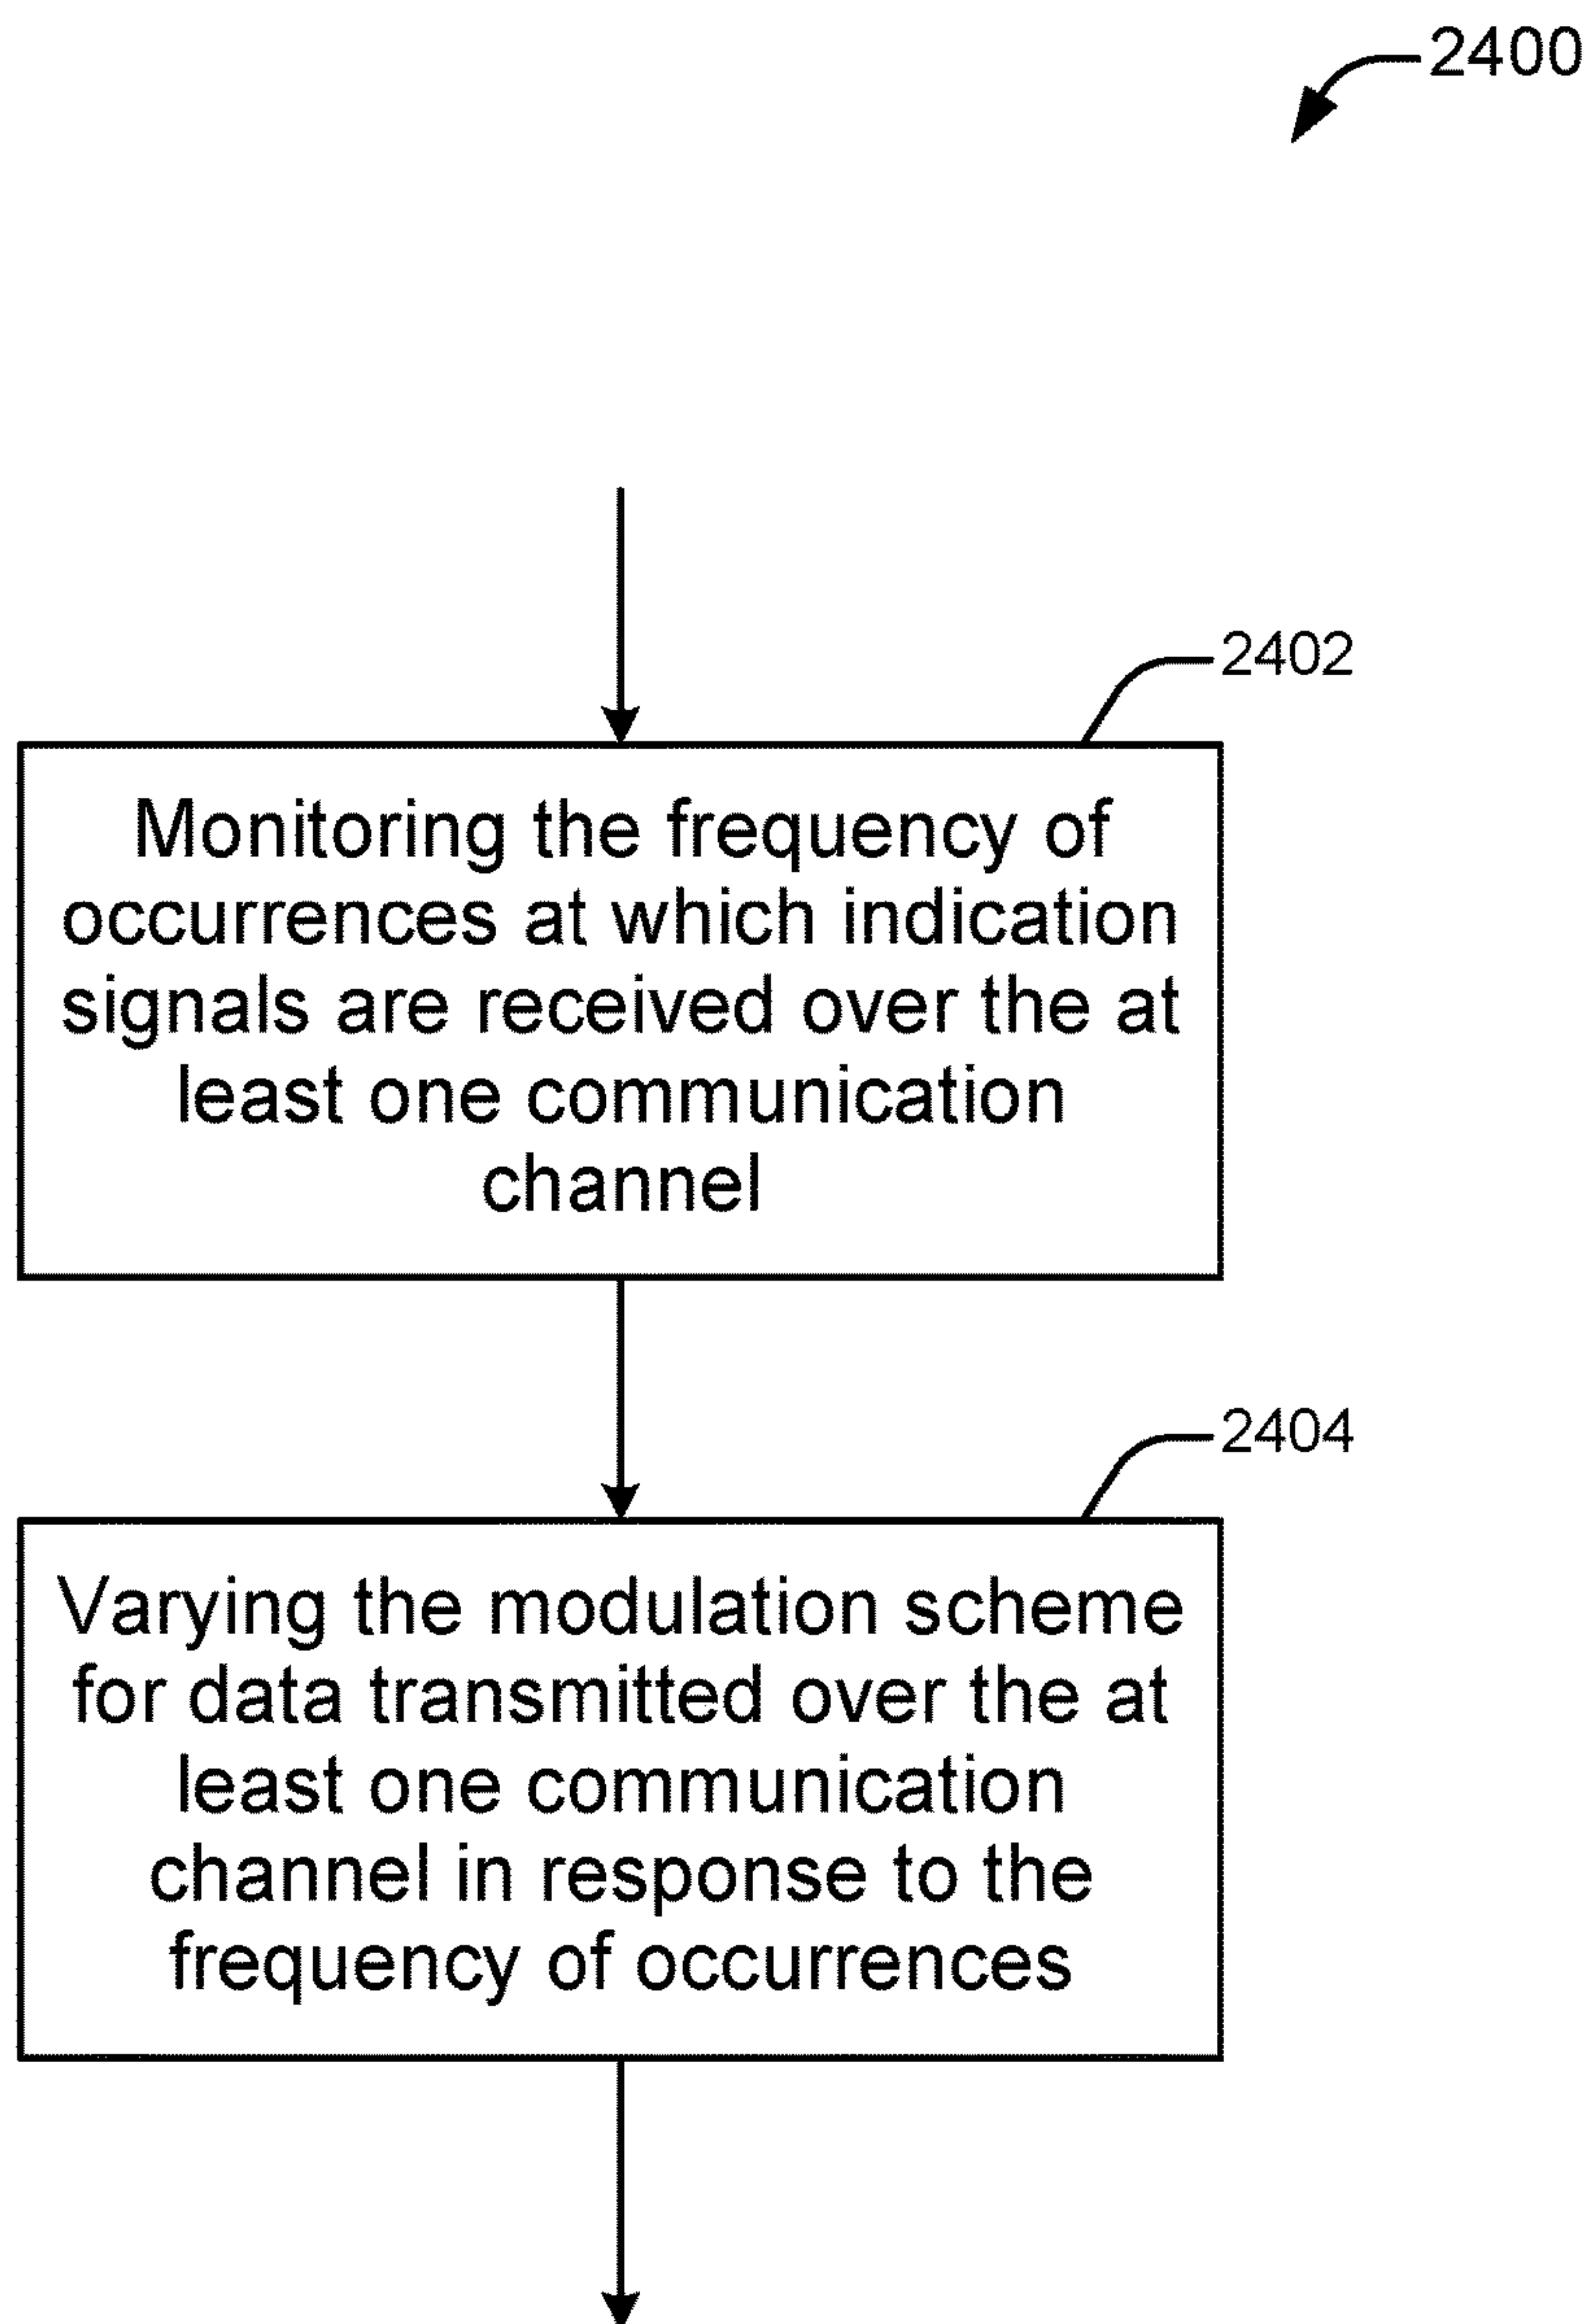 2400
2402
Monitoring the frequency of
occurrences at which indication
signals are received over the at
least one communication
channel
2404
Varying the modulation scheme
for data transmitted over the at
least one communication
channel in response to the
frequency of occurrences